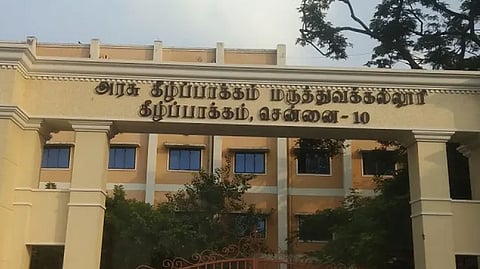 அரசு கீழ்ப்பாக்கம் மருத்துவக்கல்லூரி
கீழ்ப்பாக்கம், சென்னை - 10